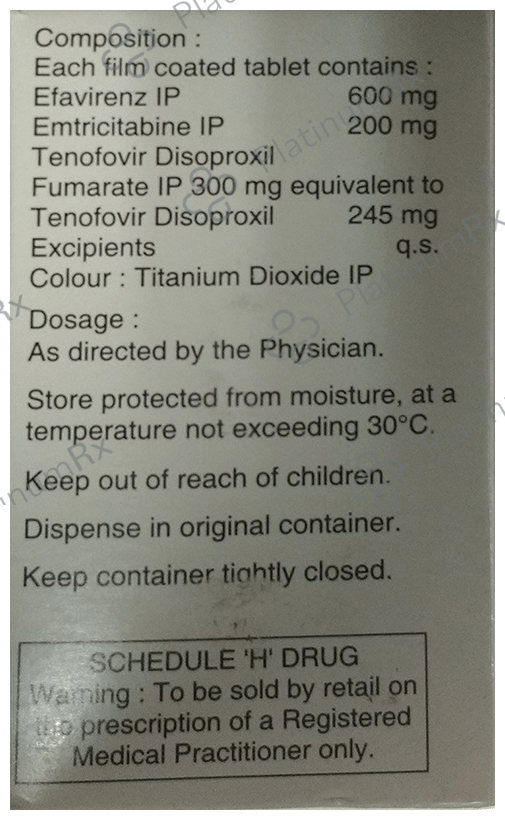 Composition :
Each film coated tablet contains :
Efavirenz IP 600 mg
Emtricitabine IP 200 mg
Tenofovir Disoproxil
Fumarate IP 300 mg equivalent to
Tenofovir Disoproxil 245 mg
Excipients q.s.
Colour : Titanium Dioxide IP
Dosage :
As directed by the Physician.
Store protected from moisture, at a
temperature not exceeding 30°C.
Keep out of reach of children.
Dispense in original container.
Keep container tightly closed.
SCHEDULE 'H' DRUG
Warning : To be sold by retail on
the prescription of a Registered
Medical Practitioner only.
PlatinumRx
PlatinumRx